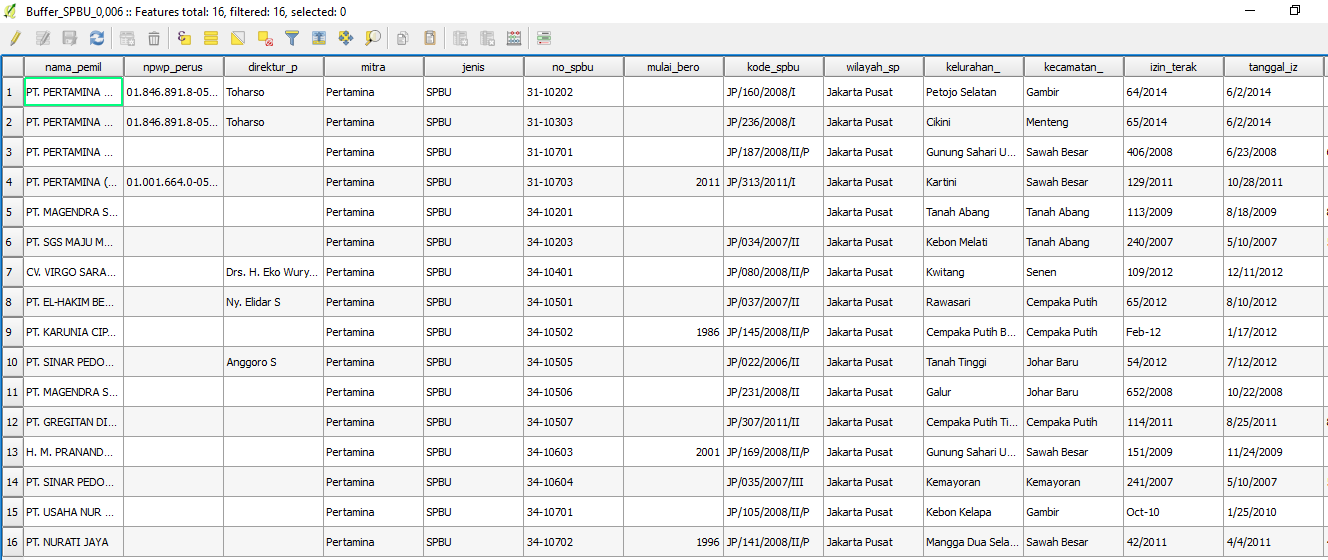 Buffer_SPBU_0,006 :: Features total: 16, filtered: 16, selected: 0
nama_pemil npwp_perus direktur_p mitra jenis no_spbu mulai_bero kode_spbu wilayah_sp kelurahan_ kecamatan_ izin_terak tanggal_iz
1 PT. PERTAMINA ... 01.846.891.8-05... Toharso Pertamina SPBU 31-10202 JP/160/2008/I Jakarta Pusat Petojo Selatan Gambir 64/2014 6/2/2014
2 PT. PERTAMINA ... 01.846.891.8-05... Toharso Pertamina SPBU 31-10303 JP/236/2008/I Jakarta Pusat Cikini Menteng 65/2014 6/2/2014
3 PT. PERTAMINA ... Pertamina SPBU 31-10701 JP/187/2008/II/P Jakarta Pusat Gunung Sahari U... Sawah Besar 406/2008 6/23/2008
4 PT. PERTAMINA (... 01.001.664.0-05... Pertamina SPBU 31-10703 2011 JP/313/2011/I Jakarta Pusat Kartini Sawah Besar 129/2011 10/28/2011
5 PT. MAGENDRA S... Pertamina SPBU 34-10201 Jakarta Pusat Tanah Abang Tanah Abang 113/2009 8/18/2009
6 PT. SGS MAJU M... Pertamina SPBU 34-10203 JP/034/2007/II Jakarta Pusat Kebon Melati Tanah Abang 240/2007 5/10/2007
7 CV. VIRGO SARA... Drs. H. Eko Wury... Pertamina SPBU 34-10401 JP/080/2008/II/P Jakarta Pusat Kwitang Senen 109/2012 12/11/2012
8 PT. EL-HAKIM BE... Ny. Elidar S Pertamina SPBU 34-10501 JP/037/2007/II Jakarta Pusat Rawasari Cempaka Putih 65/2012 8/10/2012
9 PT. KARUNIA CIP... Pertamina SPBU 34-10502 1986 JP/145/2008/II/P Jakarta Pusat Cempaka Putih B... Cempaka Putih Feb-12 1/17/2012
10 PT. SINAR PEDO... Anggoro S Pertamina SPBU 34-10505 JP/022/2006/II Jakarta Pusat Tanah Tinggi Johar Baru 54/2012 7/12/2012
11 PT. MAGENDRA S... Pertamina SPBU 34-10506 JP/231/2008/II Jakarta Pusat Galur Johar Baru 652/2008 10/22/2008
12 PT. GREGITAN DI... Pertamina SPBU 34-10507 JP/307/2011/II Jakarta Pusat Cempaka Putih Ti... Cempaka Putih 114/2011 8/25/2011
13 H. M. PRANAND... Pertamina SPBU 34-10603 2001 JP/169/2008/II/P Jakarta Pusat Gunung Sahari U... Sawah Besar 151/2009 11/24/2009
14 PT. SINAR PEDO... Pertamina SPBU 34-10604 JP/035/2007/III Jakarta Pusat Kemayoran Kemayoran 241/2007 5/10/2007
15 PT. USAHA NUR ... Pertamina SPBU 34-10701 JP/105/2008/II/P Jakarta Pusat Kebon Kelapa Gambir Oct-10 1/25/2010
16 PT. NURATI JAYA Pertamina SPBU 34-10702 1996 JP/141/2008/II/P Jakarta Pusat Mangga Dua Sela... Sawah Besar 42/2011 4/4/2011